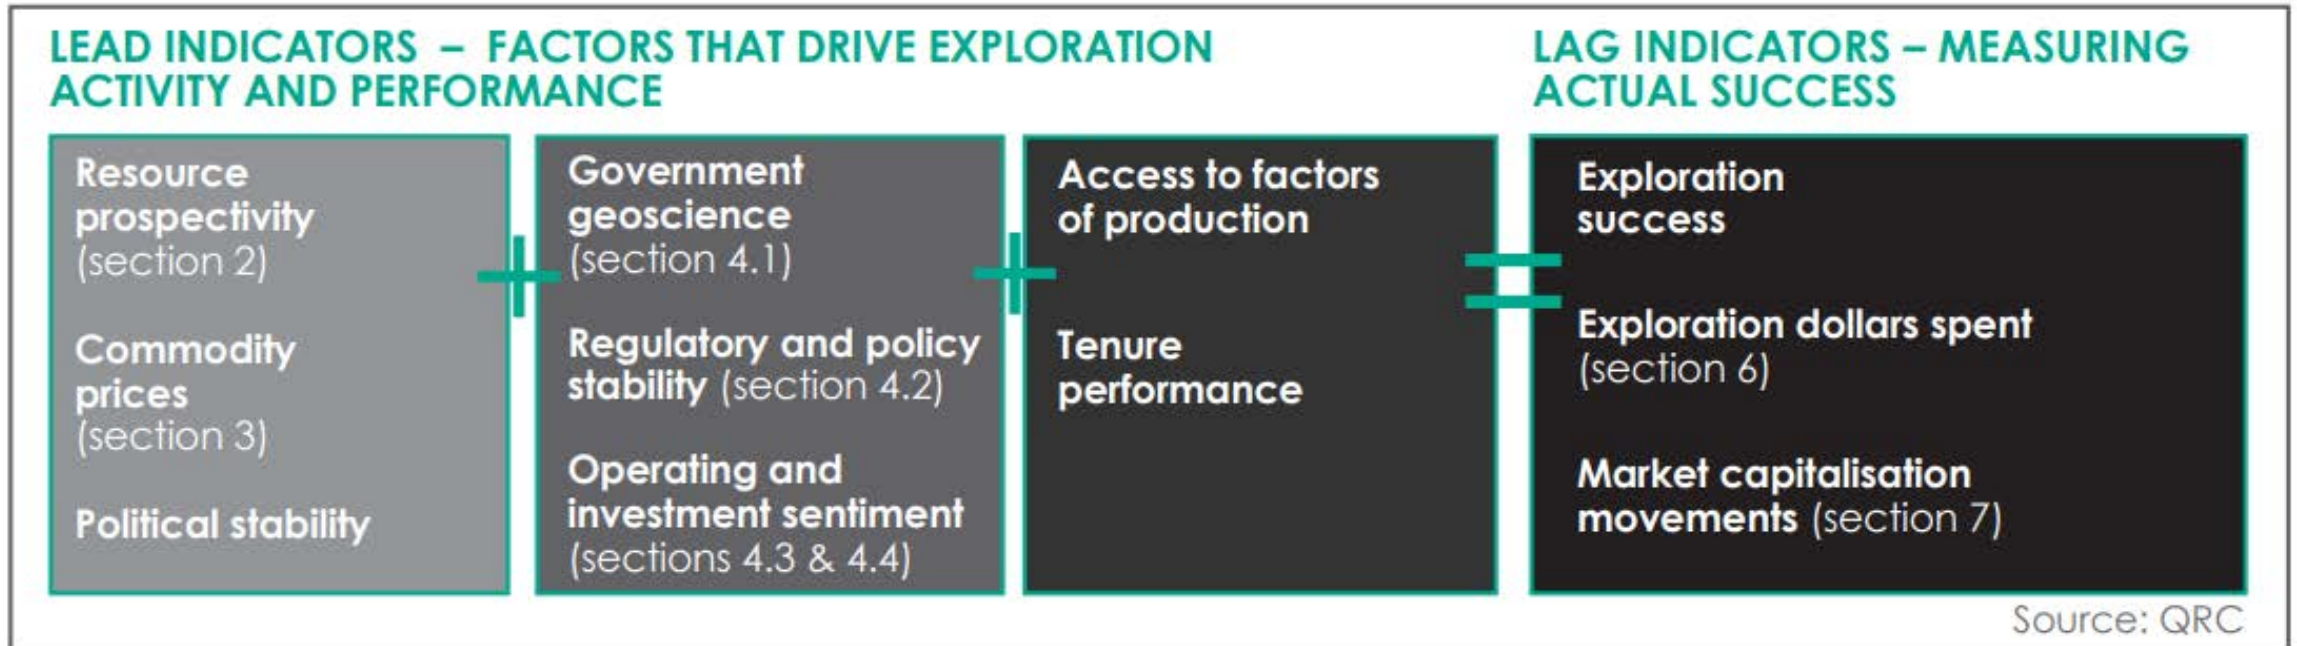 LEAD INDICATORS – FACTORS THAT DRIVE EXPLORATION
ACTIVITY AND PERFORMANCE
Resource
prospectivity
(section 2)
Commodity
prices
(section 3)
Political stability
Government
geoscience
(section 4.1)
Regulatory and policy
stability (section 4.2)
Operating and
investment sentiment
(sections 4.3 & 4.4)
Access to factors
of production
Tenure
performance
LAG INDICATORS – MEASURING
ACTUAL SUCCESS
Exploration
success
Exploration dollars spent
(section 6)
Market capitalisation
movements (section 7)
Source: QRC